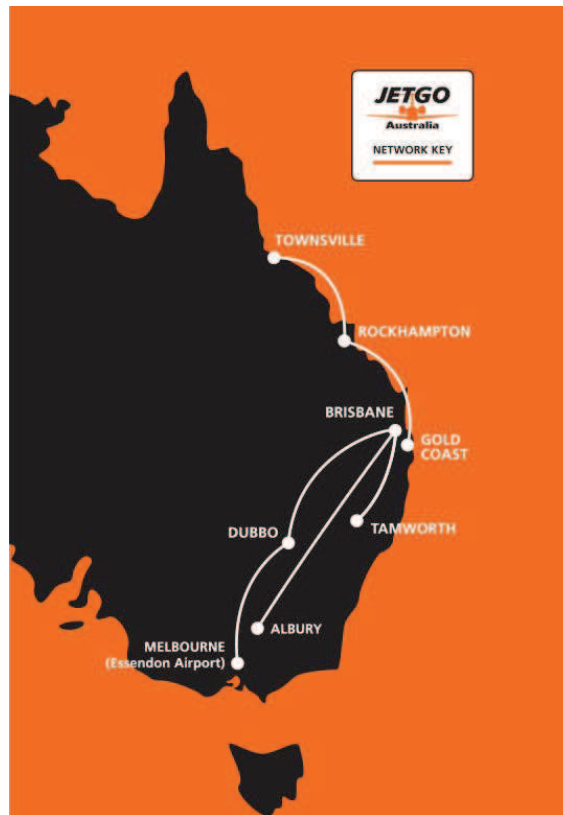 JETGO
Australia
NETWORK KEY
TOWNSVILLE
ROCKHAMPTON
BRISBANE
GOLD
COAST
TAMWORTH
DUBBO
ALBURY
MELBOURNE
(Essendon Airport)